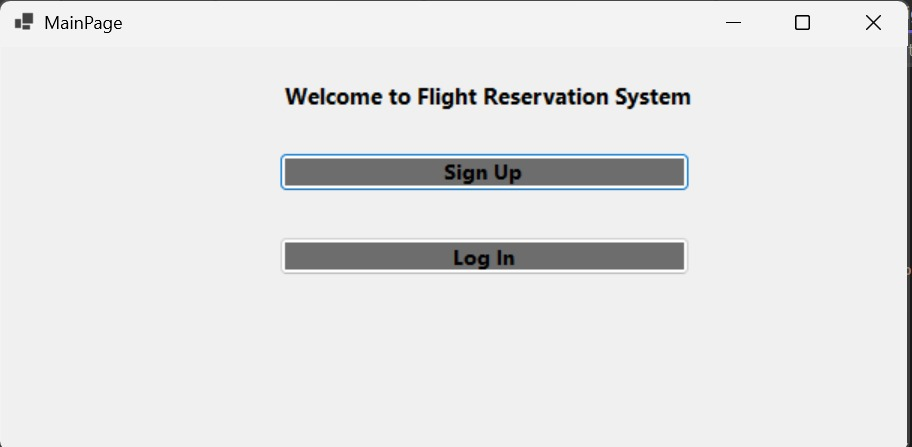 MainPage
Welcome to Flight Reservation System
Sign Up
Log In